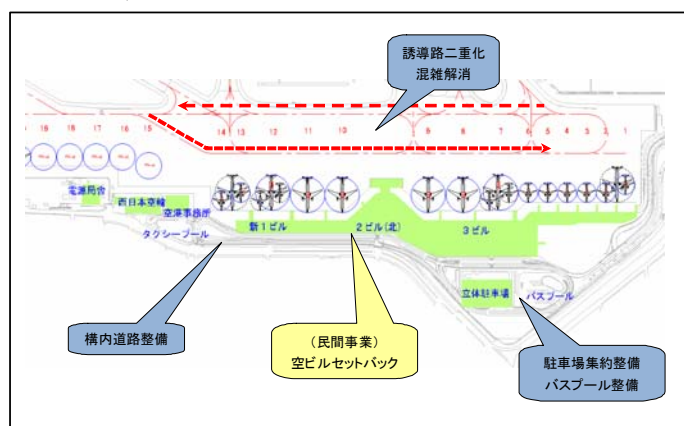 誘導路二重化
混雑解消
19 18 17 16 15 14 13 12 11 10 9 8 7 6 5 4 3 2 1
電源局舎
西日本空輸
空港事務所
タクシープール
新1ビル
2ビル(北)
3ビル
立体駐車場
バスプール
構内道路整備
(民間事業)
空ビルセットバック
駐車場集約整備
バスプール整備